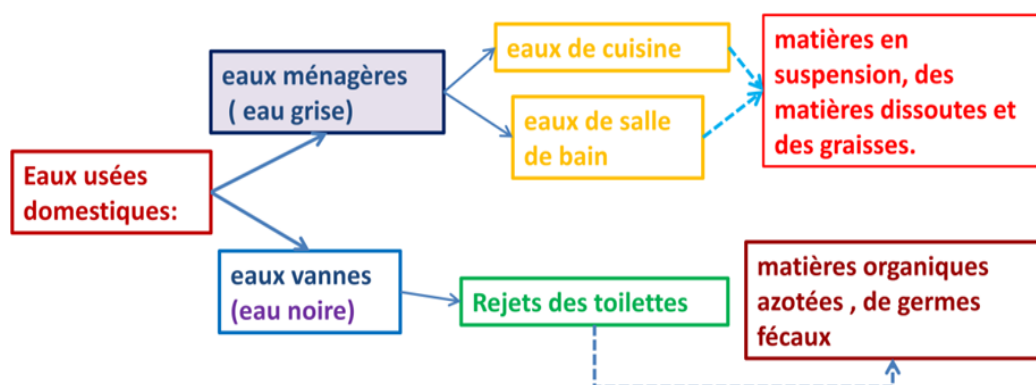 eaux ménagères
( eau grise)
eaux de cuisine
eaux de salle
de bain
matières en
suspension, des
matières dissoutes et
des graisses.
Eaux usées
domestiques:
eaux vannes
(eau noire)
Rejets des toilettes
matières organiques
azotées , de germes
fécaux